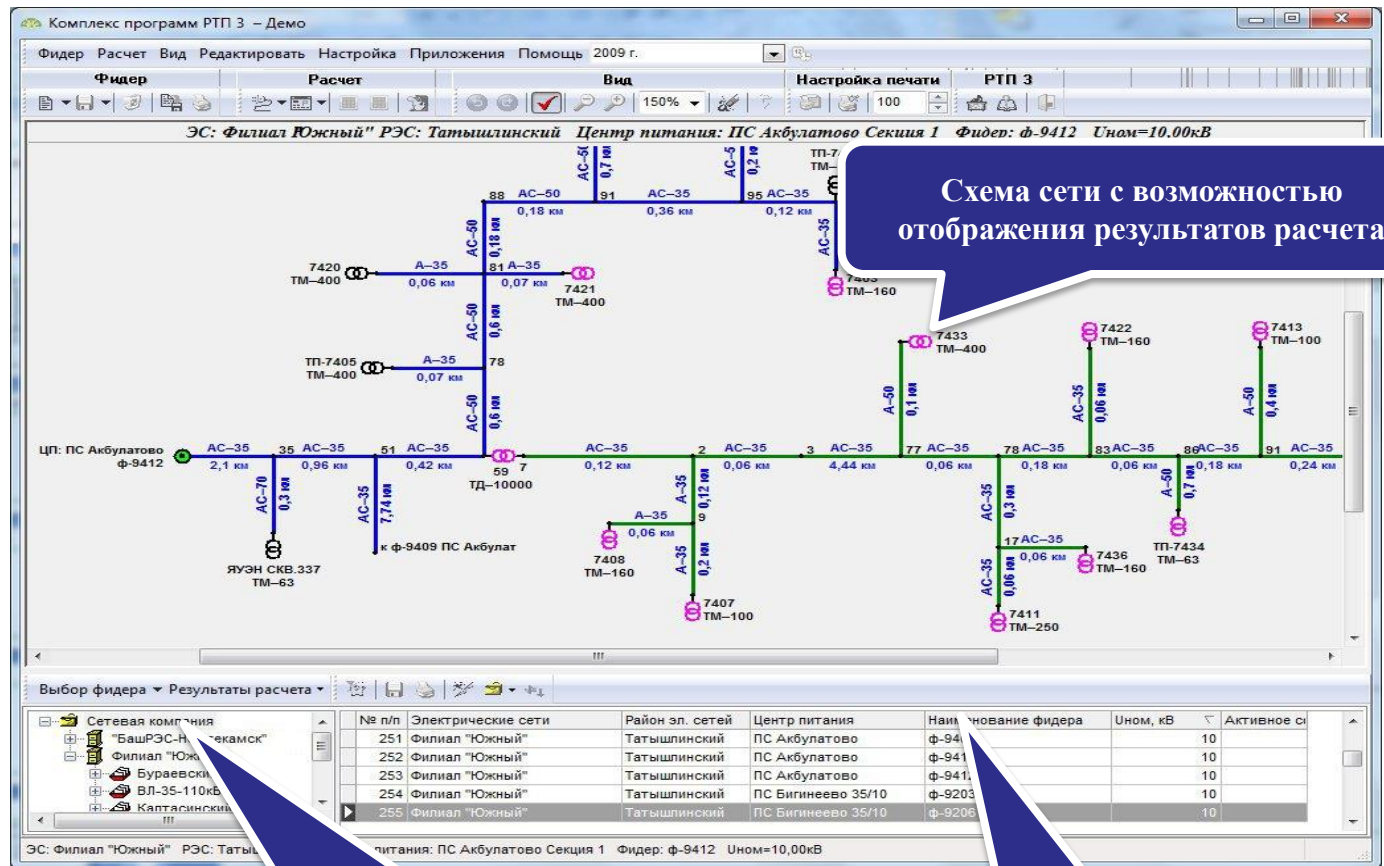 Комплекс программ РТП 3 – Демо
Фидер Расчет Вид Редактировать Настройка Приложения Помощь 2009 г.
Фидер Расчет Вид Настройка печати РТП 3
150% 100
ЭС: Филиал Южный" РЭС: Татышлинский Центр питания: ПС Акбулатово Секция 1 Фидер: ф-9412 Uном=10,00кВ
Схема сети с возможностью
отображения результатов расчета
0,7 км
0,2 км
88 АС–50 91 АС–35 95 АС–35
0,18 км 0,36 км 0,12 км
АС–50 0,18 км
АС–35
ТМ–160
7420 А–35 81 А–35
ТМ–400 0,06 км 0,07 км 7421
ТМ–400
АС–50 0,6 км
7433
ТМ–400
7422
ТМ–160
7413
ТМ–100
ТП-7405 А–35 78
ТМ–400 0,07 км
АС–50 0,6 км
А–50 0,1 км
АС–35 0,06 км
А–50 0,4 км
ЦП: ПС Акбулатово АС–35 35 АС–35 51 АС–35 АС–35 2 АС–35 3 АС–35 77 АС–35 78 АС–35 83 АС–35 86 АС–35 91 АС–35
ф-9412 2,1 км 0,96 км 0,42 км 59 7 0,12 км 0,06 км 4,44 км 0,06 км 0,18 км 0,06 км 0,18 км 0,24 км
ТД–10000
АС–70 0,3 км
АС–35 7,74 км
А–35 0,12 км
АС–35 0,3 км
А–50 0,7 км
А–35 9
0,06 км
к ф-9409 ПС Акбулат
ЯУЭН СКВ.337
ТМ–63
7408
ТМ–160
А–35 0,2 км
7407
ТМ–100
17 АС–35
0,06 км 7436
ТМ–160
ТП-7434
ТМ–63
АС–35 0,06 км
7411
ТМ–250
Выбор фидера Результаты расчета
Сетевая компания
Филиал
Бураевски
ВЛ-35-110кВ
Калтасинский
№ п/п Электрические сети Район эл. сетей Центр питания фидера Uном, кВ Активное
251 Филиал "Южный" Татышлинский ПС Акбулатово 10
252 Филиал "Южный" Татышлинский ПС Акбулатово 10
253 Филиал "Южный" Татышлинский ПС Акбулатово 10
254 Филиал "Южный" Татышлинский ПС Бигинеево 35/10 ф-9203 10
255 Филиал "Южный" Татышлинский ПС Бигинеево 35/10 ф-9206 10
ЭС: Филиал "Южный" РЭС: питания: ПС Акбулатово Секция 1 Фидер: ф-9412 Uном=10,00кВ